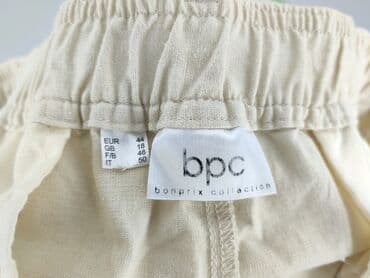 EUR 44
GB 18
F/B 46
IT 50
bpc
bonprix collection